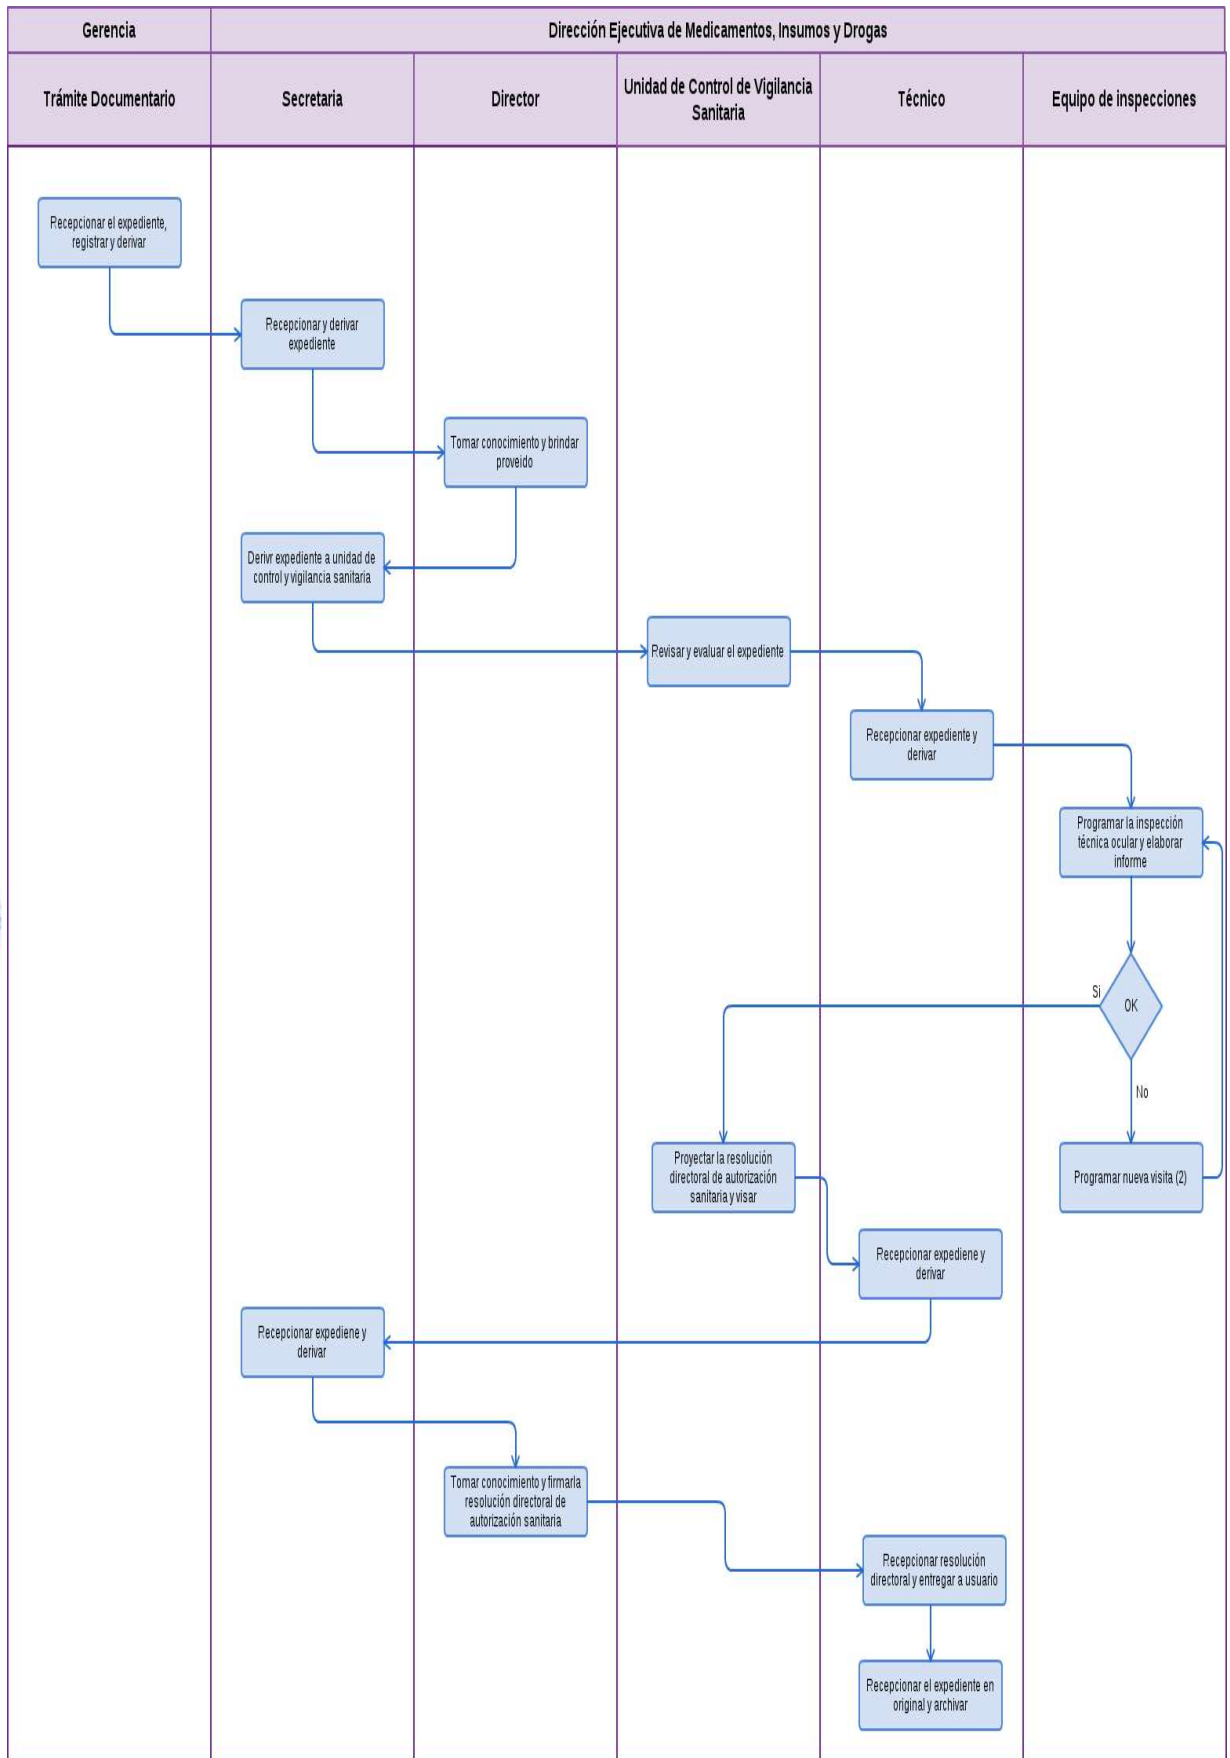 Gerencia
Dirección Ejecutiva de Medicamentos, Insumos y Drogas
Trámite Documentario
Secretaria
Director
Unidad de Control de Vigilancia
Sanitaria
Técnico
Equipo de inspecciones
Recepcionar el expediente,
registrar y derivar
Recepcionar y derivar
expediente
Tomar conocimiento y brindar
proveido
Derivr expediente a unidad de
control y vigilancia sanitaria
Revisar y evaluar el expediente
Recepcionar expediente y
derivar
Programar la inspección
técnica ocular y elaborar
informe
Si
OK
No
Proyectar la resolución
directoral de autorización
sanitaria y visar
Programar nueva visita (2)
Recepcionar expediene y
derivar
Recepcionar expediene y
derivar
Tomar conocimiento y firmarla
resolución directoral de
autorización sanitaria
Recepcionar resolución
directoral y entregar a usuario
Recepcionar el expediente en
original y archivar